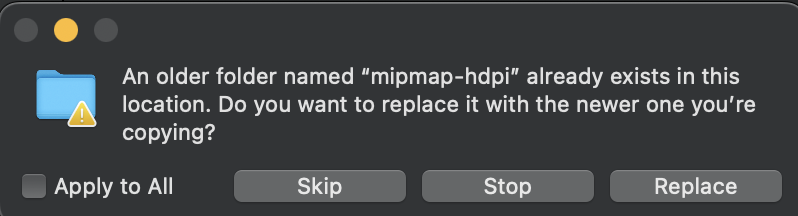 An older folder named “mipmap-hdpi” already exists in this
location. Do you want to replace it with the newer one you’re
copying?
Apply to All
Skip
Stop
Replace